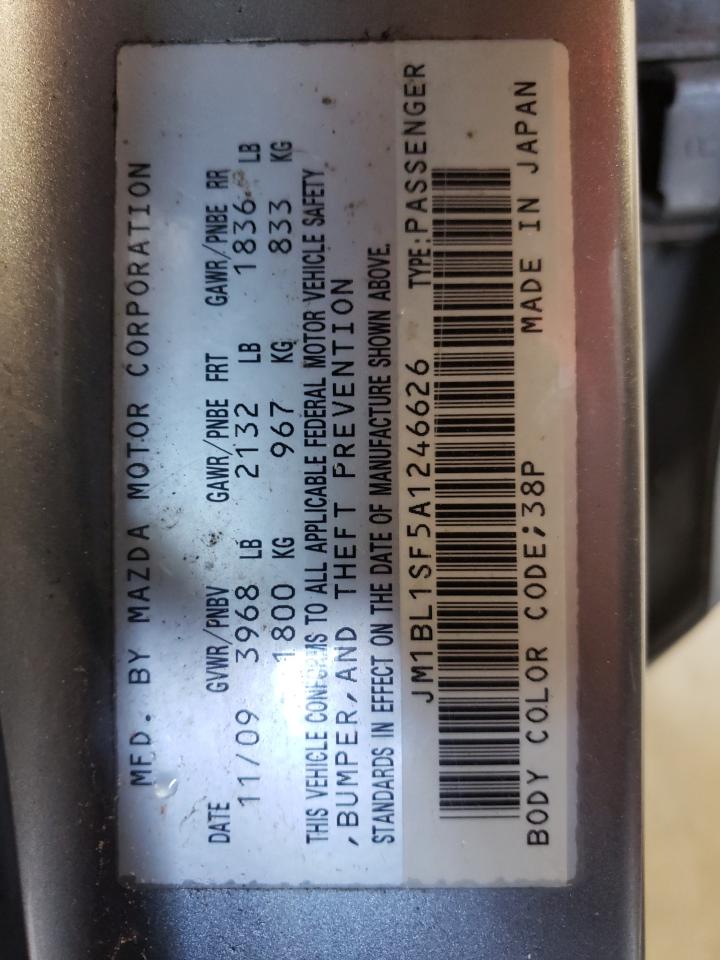 MFD. BY MAZDA MOTOR CORPORATION
DATE GVWR/PNBV GAWR/PNBE FRT GAWR/PNBE RR
11/09 3968 LB 2132 LB 1836 LB
1800 KG 967 KG 833 KG
THIS VEHICLE CONFORMS TO ALL APPLICABLE FEDERAL MOTOR VEHICLE SAFETY
,BUMPER,AND THEFT PREVENTION
STANDARDS IN EFFECT ON THE DATE OF MANUFACTURE SHOWN ABOVE.
JM1BL1SF5A1246626 TYPE:PASSENGER
BODY COLOR CODE;38P MADE IN JAPAN